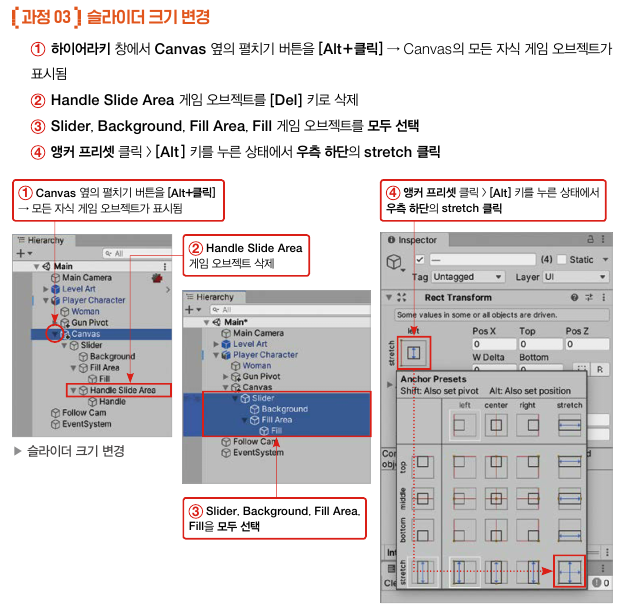 [과정 03] 슬라이더 크기 변경
① 하이어라키 창에서 Canvas 옆의 펼치기 버튼을 [Alt+클릭] → Canvas의 모든 자식 게임 오브젝트가
표시됨
② Handle Slide Area 게임 오브젝트를 [Del] 키로 삭제
③ Slider, Background, Fill Area, Fill 게임 오브젝트를 모두 선택
④ 앵커 프리셋 클릭 > [Alt] 키를 누른 상태에서 우측 하단의 stretch 클릭
① Canvas 옆의 펼치기 버튼을 [Alt+클릭]
→ 모든 자식 게임 오브젝트가 표시됨
Hierarchy
All
Main
Main Camera
Level Art
Player Character
Woman
Gun Pivot
Canvas
Slider
Background
Fill Area
Fill
Handle Slide Area
Handle
Follow Cam
EventSystem
▶ 슬라이더 크기 변경
② Handle Slide Area
게임 오브젝트 삭제
Hierarchy
All
Main*
Main Camera
Level Art
Player Character
Woman
Gun Pivot
Canvas
Slider
Background
Fill Area
Fill
Follow Cam
EventSystem
③ Slider, Background, Fill Area,
Fill을 모두 선택
④ 앵커 프리셋 클릭 > [Alt] 키를 누른 상태에서
우측 하단의 stretch 클릭
Inspector
— (4) Static
Tag Untagged Layer UI
Rect Transform
Some values in some or all objects are driven.
stretch
Pos X Top Pos Z
0 0 0
W Delta Bottom
0 0 R
Anchor Presets
Shift: Also set pivot Alt: Also set position
left center right stretch
top
middle
bottom
stretch
0